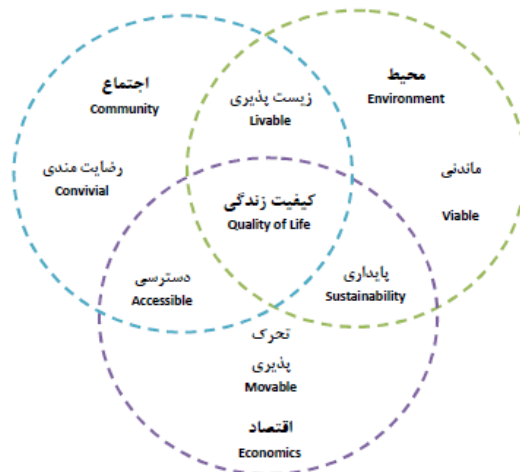 اجتماع
Community
محیط
Environment
زیست پذیری
Livable
رضایت مندی
Convivial
ماندنی
Viable
کیفیت زندگی
Quality of Life
دسترسی
Accessible
پایداری
Sustainability
تحرک
پذیری
Movable
اقتصاد
Economics